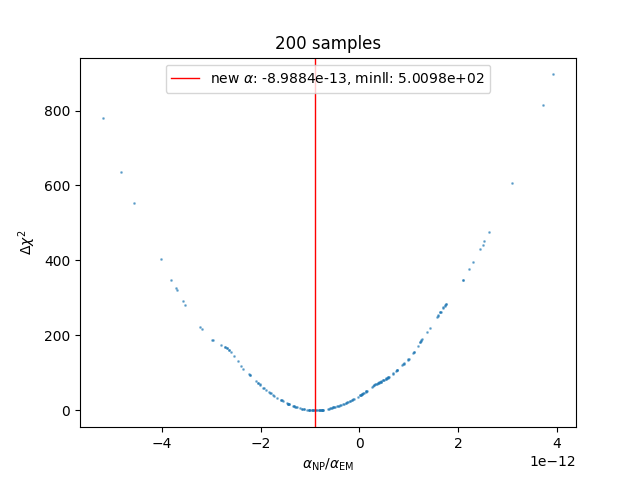 200 samples
new α: -8.9884e-13, minll: 5.0098e+02
800
600
400
200
0
Δχ²
−4
−2
0
2
4
1e−12
α_NP/α_EM